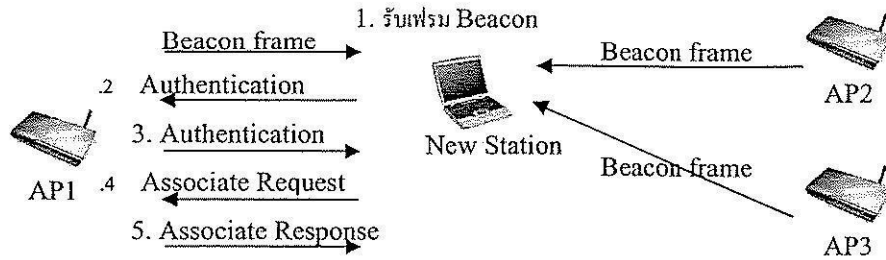 1. รับเฟรม Beacon
Beacon frame
.2 Authentication
3. Authentication
.4 Associate Request
5. Associate Response
AP1
New Station
Beacon frame
AP2
Beacon frame
AP3